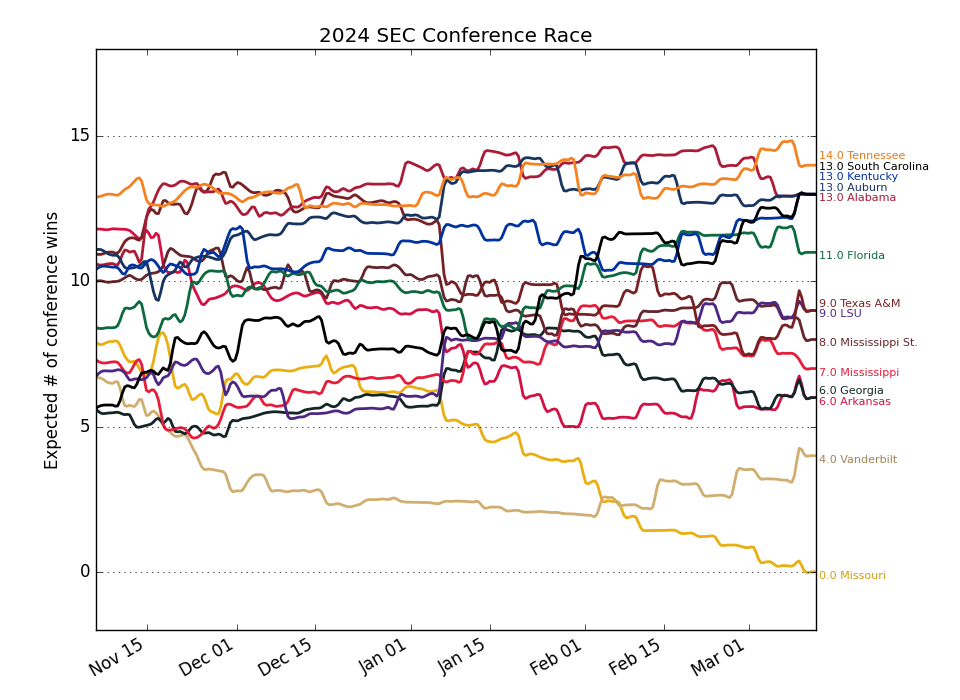 2024 SEC Conference Race
Expected # of conference wins
15
10
5
0
Nov 15
Dec 01
Dec 15
Jan 01
Jan 15
Feb 01
Feb 15
Mar 01
14.0 Tennessee
13.0 South Carolina
13.0 Kentucky
13.0 Auburn
13.0 Alabama
11.0 Florida
9.0 Texas A&M
9.0 LSU
8.0 Mississippi St.
7.0 Mississippi
6.0 Georgia
6.0 Arkansas
4.0 Vanderbilt
0.0 Missouri